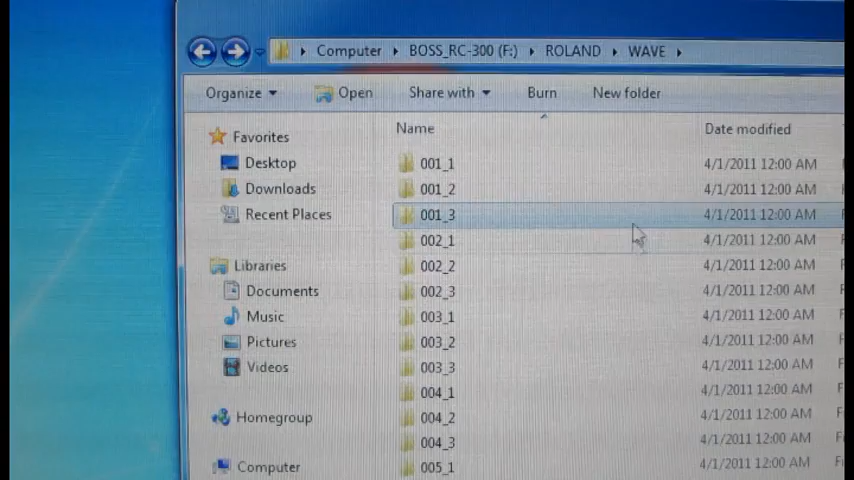 Computer BOSS_RC-300 (F:) ROLAND WAVE
Organize Open Share with Burn New folder
Name Date modified
Favorites
Desktop
Downloads
Recent Places
Libraries
Documents
Music
Pictures
Videos
Homegroup
Computer
001_1 4/1/2011 12:00 AM
001_2 4/1/2011 12:00 AM
001_3 4/1/2011 12:00 AM
002_1 4/1/2011 12:00 AM
002_2 4/1/2011 12:00 AM
002_3 4/1/2011 12:00 AM
003_1 4/1/2011 12:00 AM
003_2 4/1/2011 12:00 AM
003_3 4/1/2011 12:00 AM
004_1 4/1/2011 12:00 AM
004_2 4/1/2011 12:00 AM
004_3 4/1/2011 12:00 AM
005_1 4/1/2011 12:00 AM